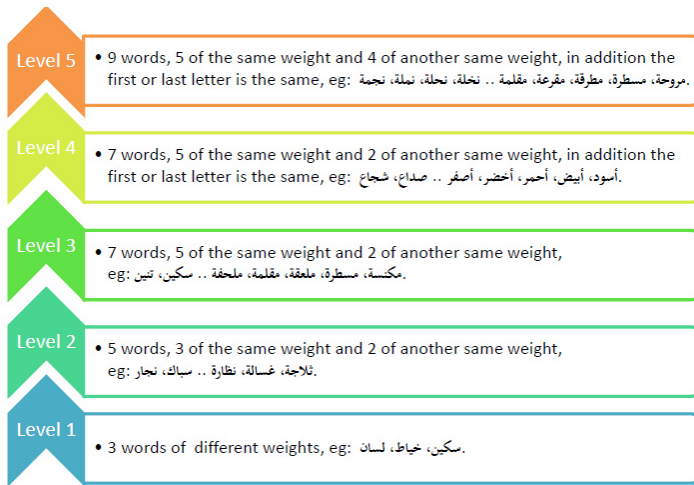 Level 5
• 9 words, 5 of the same weight and 4 of another same weight, in addition the
first or last letter is the same, eg: مروحة، مسطرة، مطرقة، مقرعة، مقلمة .. نخلة، نحلة، نملة، نجمة.
Level 4
• 7 words, 5 of the same weight and 2 of another same weight, in addition the
first or last letter is the same, eg: أسود، أبيض، أحمر، أخضر، أصفر .. صداع، شجاع.
Level 3
• 7 words, 5 of the same weight and 2 of another same weight,
eg: مكنسة، مسطرة، ملعقة، مقلمة، ملحفة .. سكين، تنين.
Level 2
• 5 words, 3 of the same weight and 2 of another same weight,
eg: ثلاجة، غسالة، نظارة .. سباك، نجار.
Level 1
• 3 words of different weights, eg: سكين، خياط، لسان.